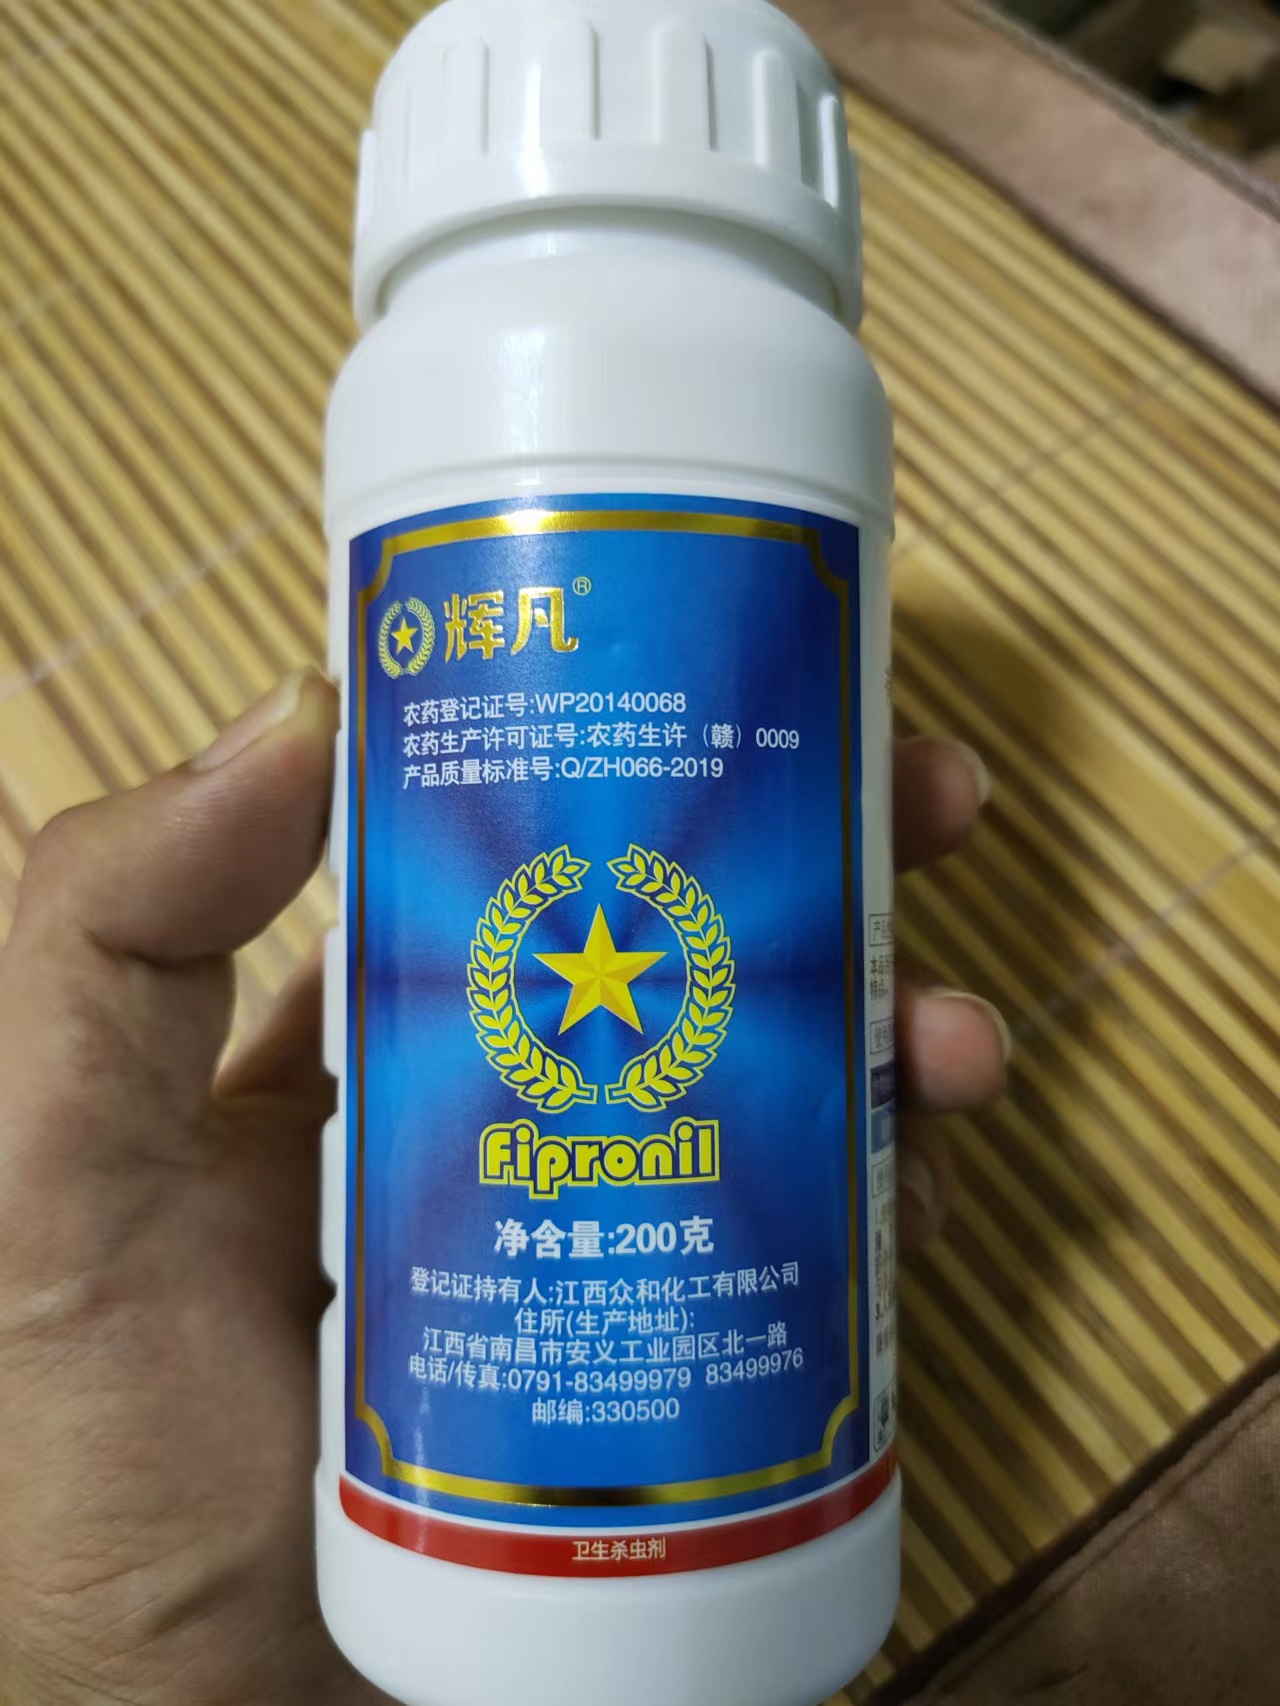 辉凡®
农药登记证号:WP20140068
农药生产许可证号:农药生许（赣）0009
产品质量标准号:Q/ZH066-2019
Fipronil
净含量:200克
登记证持有人:江西众和化工有限公司
住所(生产地址):
江西省南昌市安义工业园区北一路
电话/传真:0791-83499979 83499976
邮编:330500
卫生杀虫剂